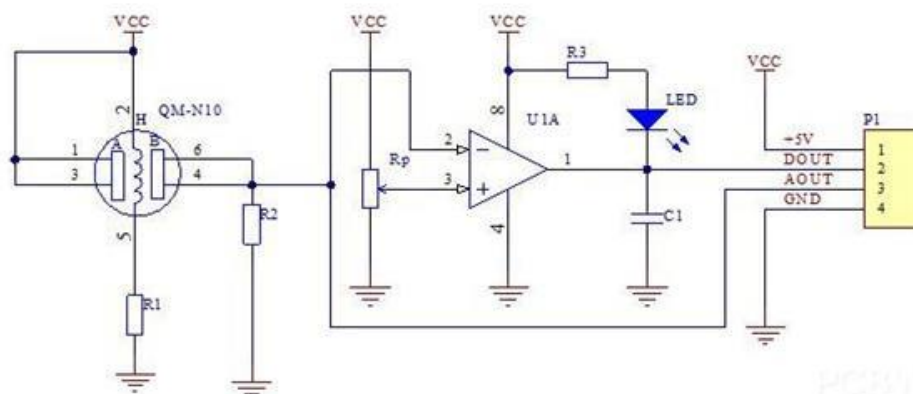 VCC
VCC
VCC
R3
VCC
2
QM-N10
H
8
U1A
LED
P1
1
A
B
6
2
+5V
1
3
4
Rp
1
DOUT
2
3
AOUT
3
R2
C1
GND
4
5
4
R1